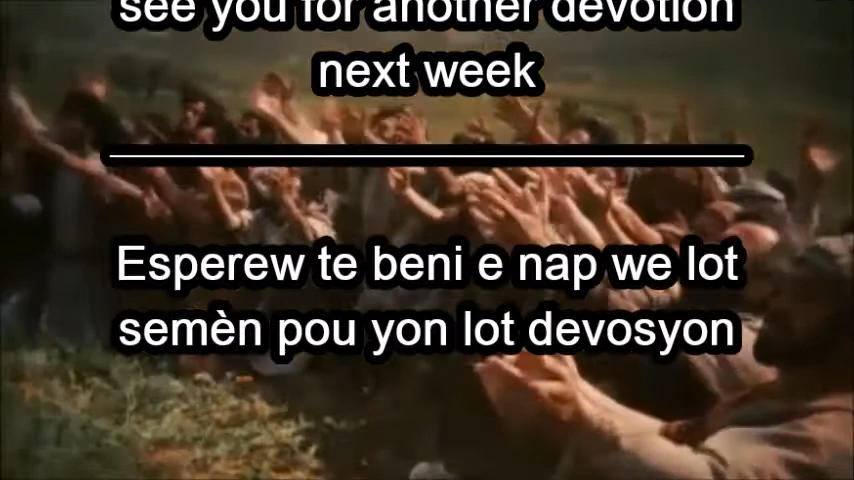 see you for another devotion
next week
Esperew te beni e nap we lot
semèn pou yon lot devosyon